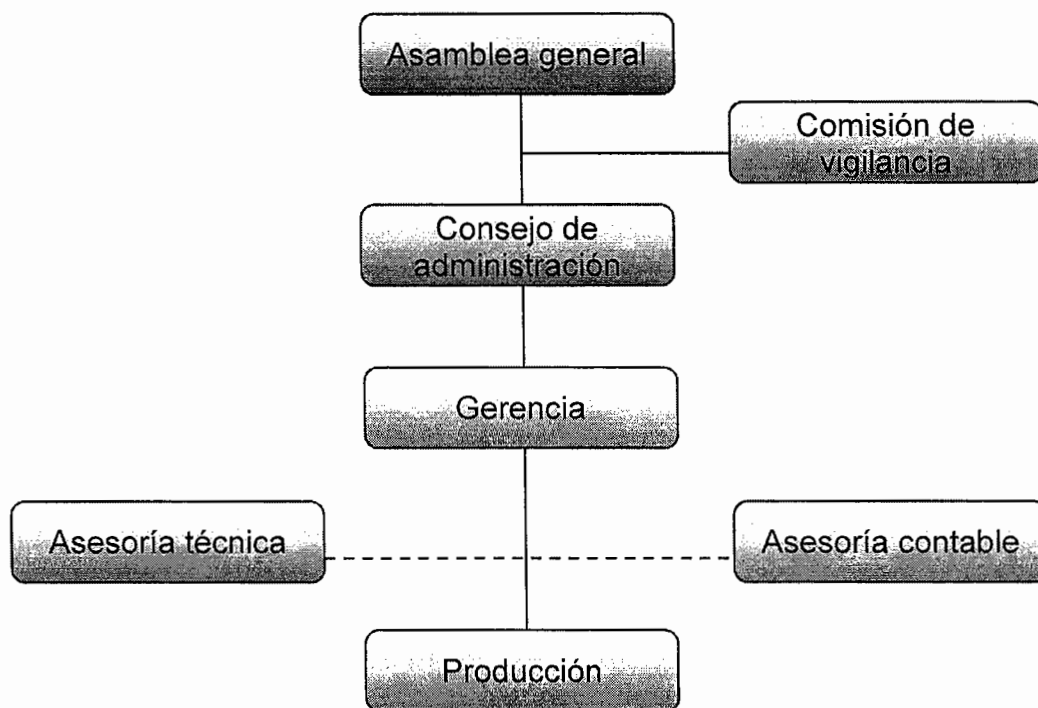 Asamblea general
Comisión de
vigilancia
Consejo de
administración
Gerencia
Asesoría técnica
Asesoría contable
Producción